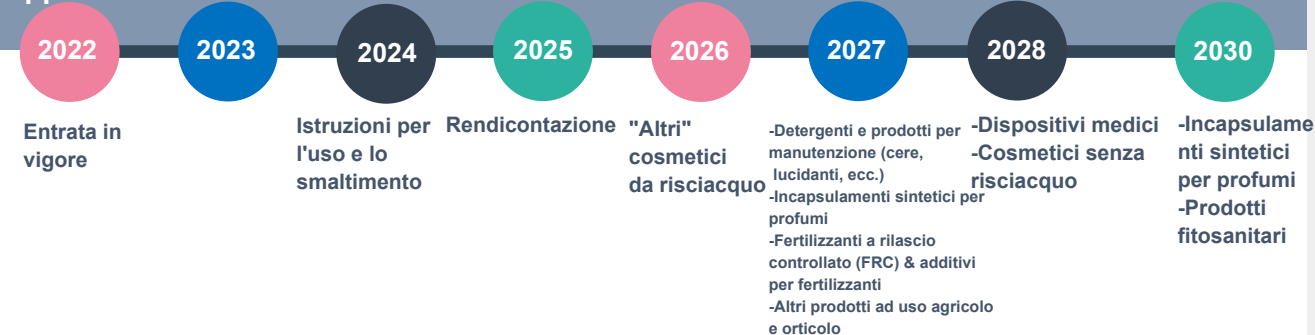 2022
2023
2024
2025
2026
2027
2028
2030
Entrata in
vigore
Istruzioni per
l'uso e lo
smaltimento
Rendicontazione
"Altri"
cosmetici
da risciacquo
-Detergenti e prodotti per
manutenzione (cere,
lucidanti, ecc.)
-Incapsulamenti sintetici per
profumi
-Fertilizzanti a rilascio
controllato (FRC) & additivi
per fertilizzanti
-Altri prodotti ad uso agricolo
e orticolo
-Dispositivi medici
-Cosmetici senza
risciacquo
-Incapsulame
nti sintetici
per profumi
-Prodotti
fitosanitari